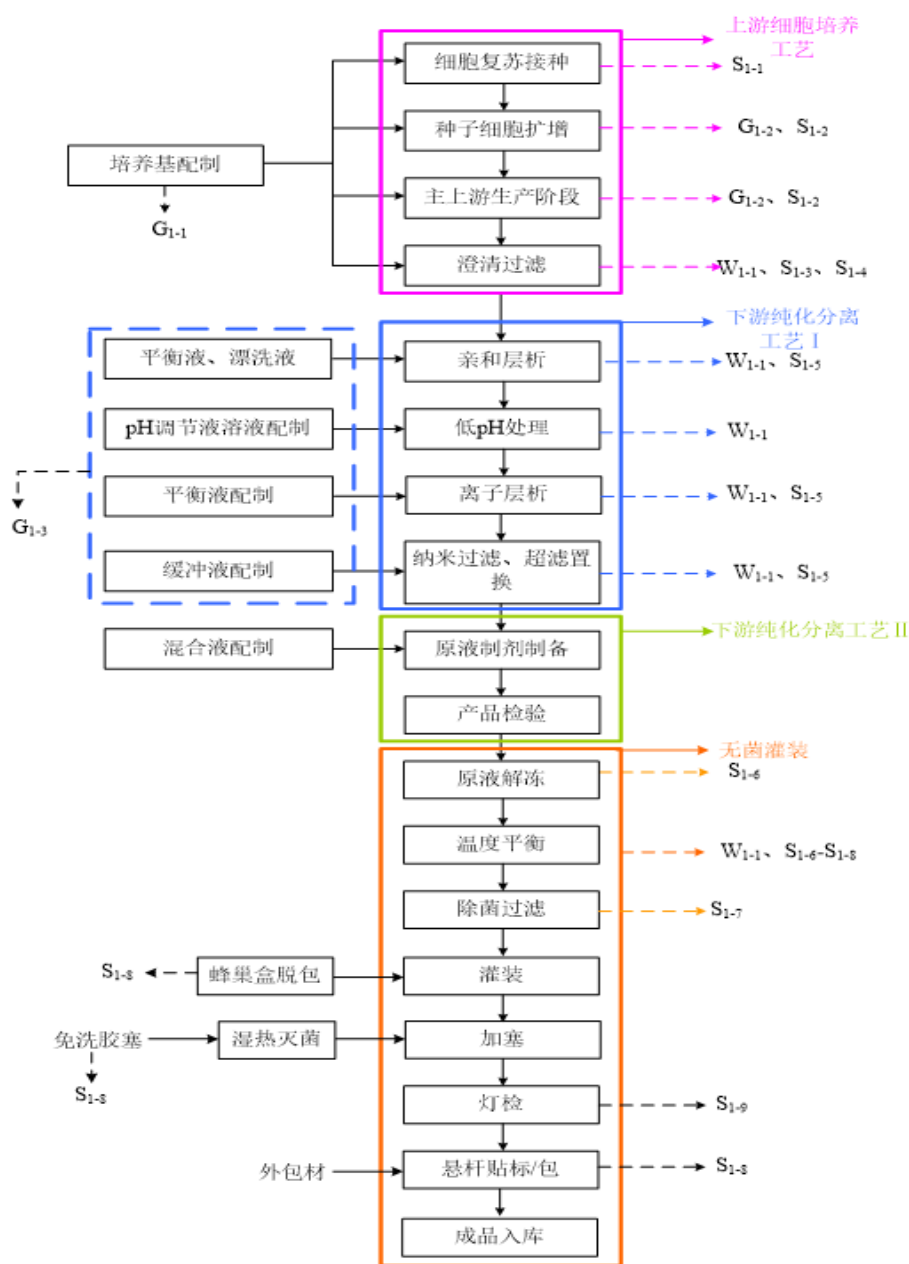 上游细胞培养
工艺
细胞复苏接种
S1-1
种子细胞扩增
G1-2、S1-2
培养基配制
主上游生产阶段
G1-2、S1-2
G1-1
澄清过滤
W1-1、S1-3、S1-4
下游纯化分离
工艺Ⅰ
平衡液、漂洗液
亲和层析
W1-1、S1-5
pH调节液溶液配制
低pH处理
W1-1
平衡液配制
离子层析
W1-1、S1-5
G1-3
缓冲液配制
纳米过滤、超滤置
换
W1-1、S1-5
下游纯化分离工艺Ⅱ
混合液配制
原液制剂制备
产品检验
无菌灌装
原液解冻
S1-6
温度平衡
W1-1、S1-6-S1-8
除菌过滤
S1-7
S1-8
蜂巢盒脱包
灌装
免洗胶塞
湿热灭菌
加塞
S1-8
灯检
S1-9
外包材
悬杆贴标/包
S1-8
成品入库